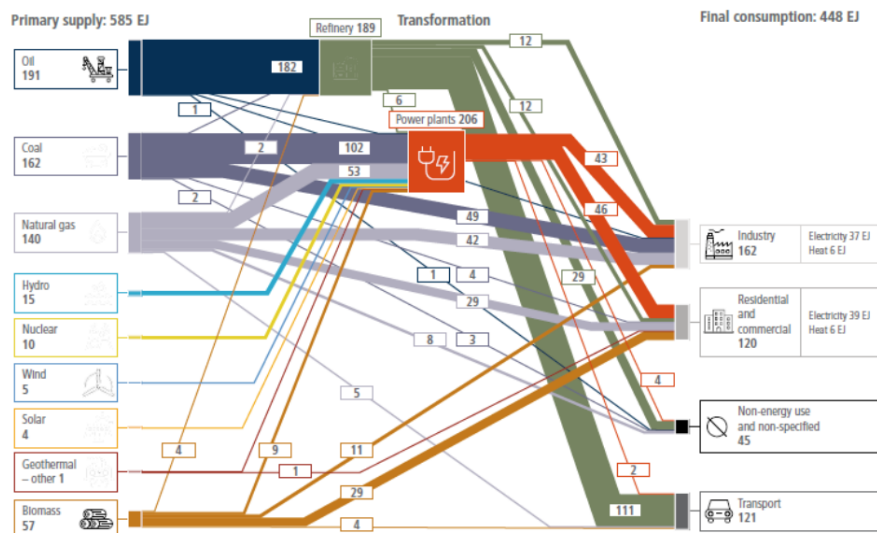 Primary supply: 585 EJ
Transformation
Final consumption: 448 EJ
Refinery 189
Oil
191
182
12
6
1
12
Power plants 206
Coal
162
2
102
53
43
2
46
Natural gas
140
49
42
Industry
162
Electricity 37 EJ
Heat 6 EJ
1
4
29
29
Hydro
15
Residential
and
commercial
120
Electricity 39 EJ
Heat 6 EJ
Nuclear
10
8
3
Wind
5
5
4
Solar
4
Non-energy use
and non-specified
45
4
9
11
Geothermal
– other 1
1
2
29
Biomass
57
4
111
Transport
121